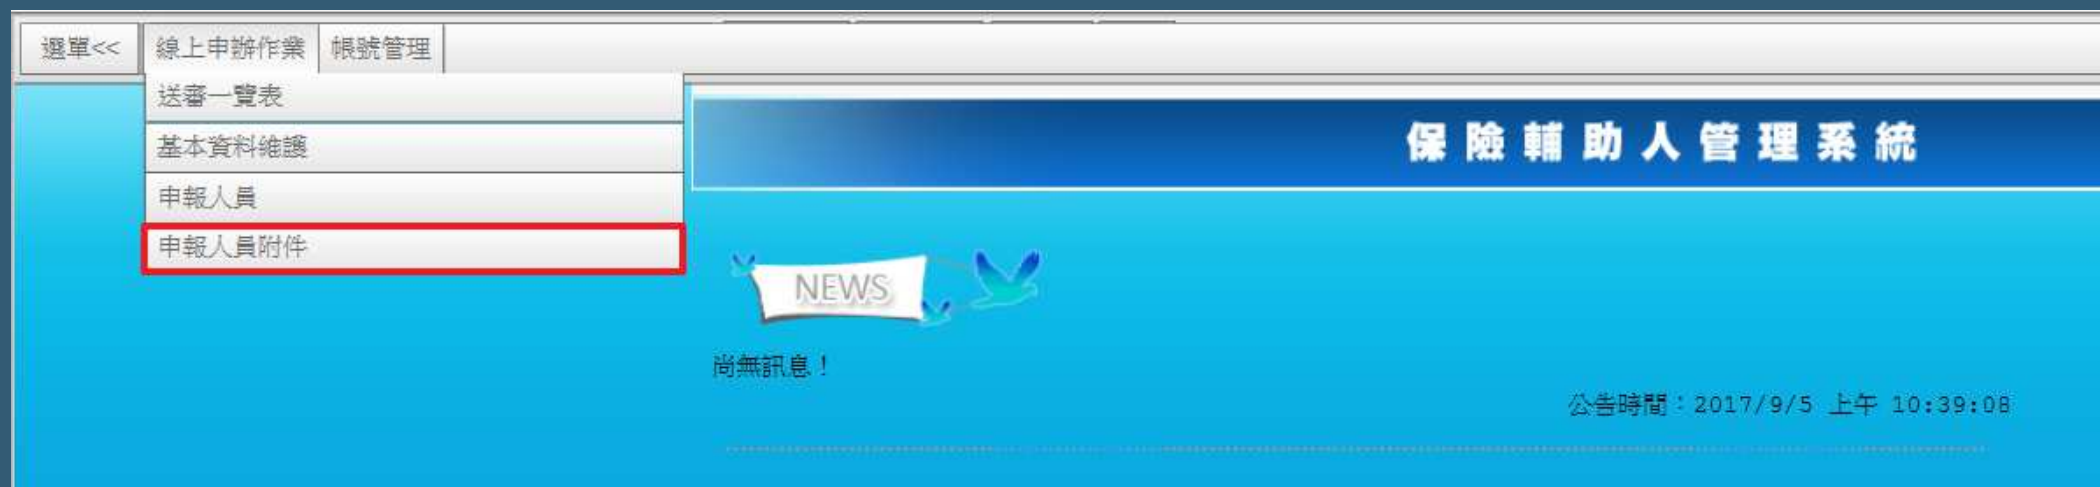 選單<< 線上申辦作業 帳號管理
送審一覽表
基本資料維護
申報人員
申報人員附件
保險輔助人管理系統
NEWS
尚無訊息！
公告時間：2017/9/5 上午 10:39:08